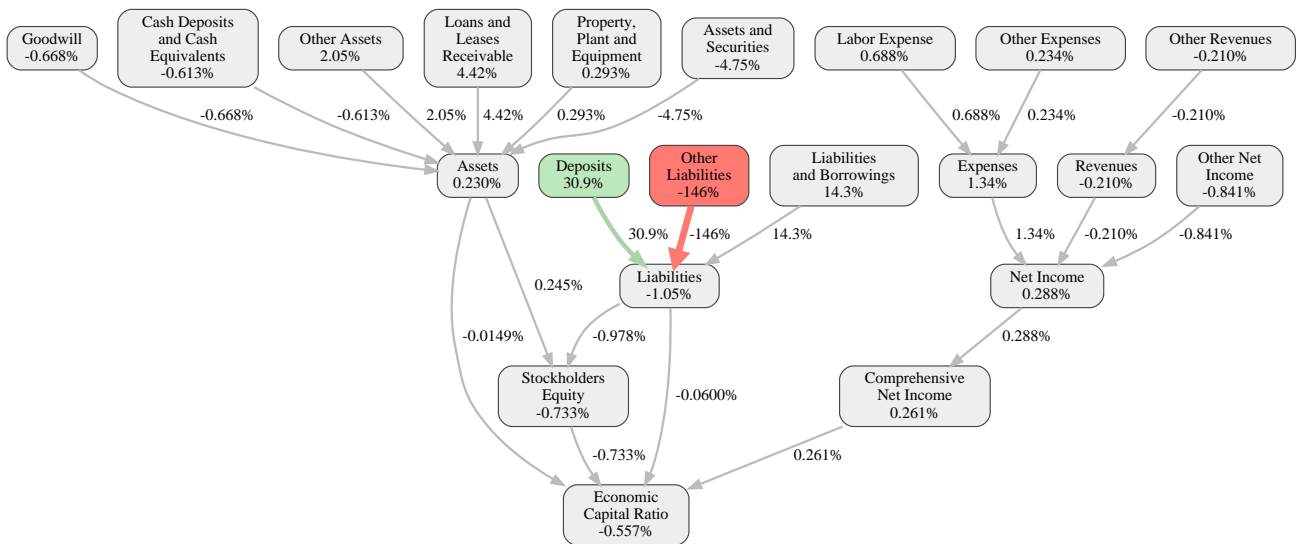 Goodwill
-0.668%
Cash Deposits
and Cash
Equivalents
-0.613%
Other Assets
2.05%
Loans and
Leases
Receivable
4.42%
Property,
Plant and
Equipment
0.293%
Assets and
Securities
-4.75%
Labor Expense
0.688%
Other Expenses
0.234%
Other Revenues
-0.210%
-0.668%
-0.613%
2.05%
4.42%
0.293%
-4.75%
0.688%
0.234%
-0.210%
Assets
0.230%
Deposits
30.9%
Other
Liabilities
-146%
Liabilities
and Borrowings
14.3%
Expenses
1.34%
Revenues
-0.210%
Other Net
Income
-0.841%
30.9%
-146%
14.3%
1.34%
-0.210%
-0.841%
0.245%
Liabilities
-1.05%
Net Income
0.288%
-0.0149%
-0.978%
0.288%
Stockholders
Equity
-0.733%
-0.0600%
Comprehensive
Net Income
0.261%
-0.733%
0.261%
Economic
Capital Ratio
-0.557%